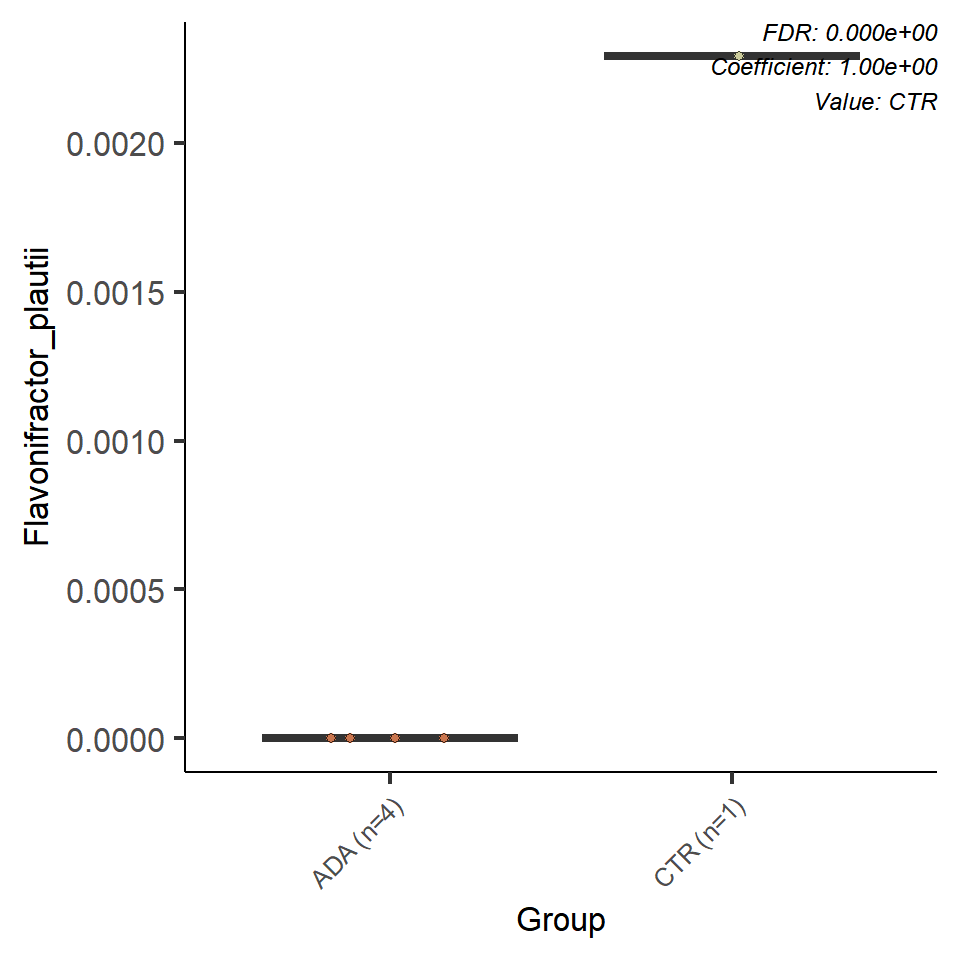 FDR: 0.000e+00
Coefficient: 1.00e+00
Value: CTR
0.0020
0.0015
0.0010
0.0005
0.0000
Flavonifractor_plautii
ADA (n=4)
CTR (n=1)
Group